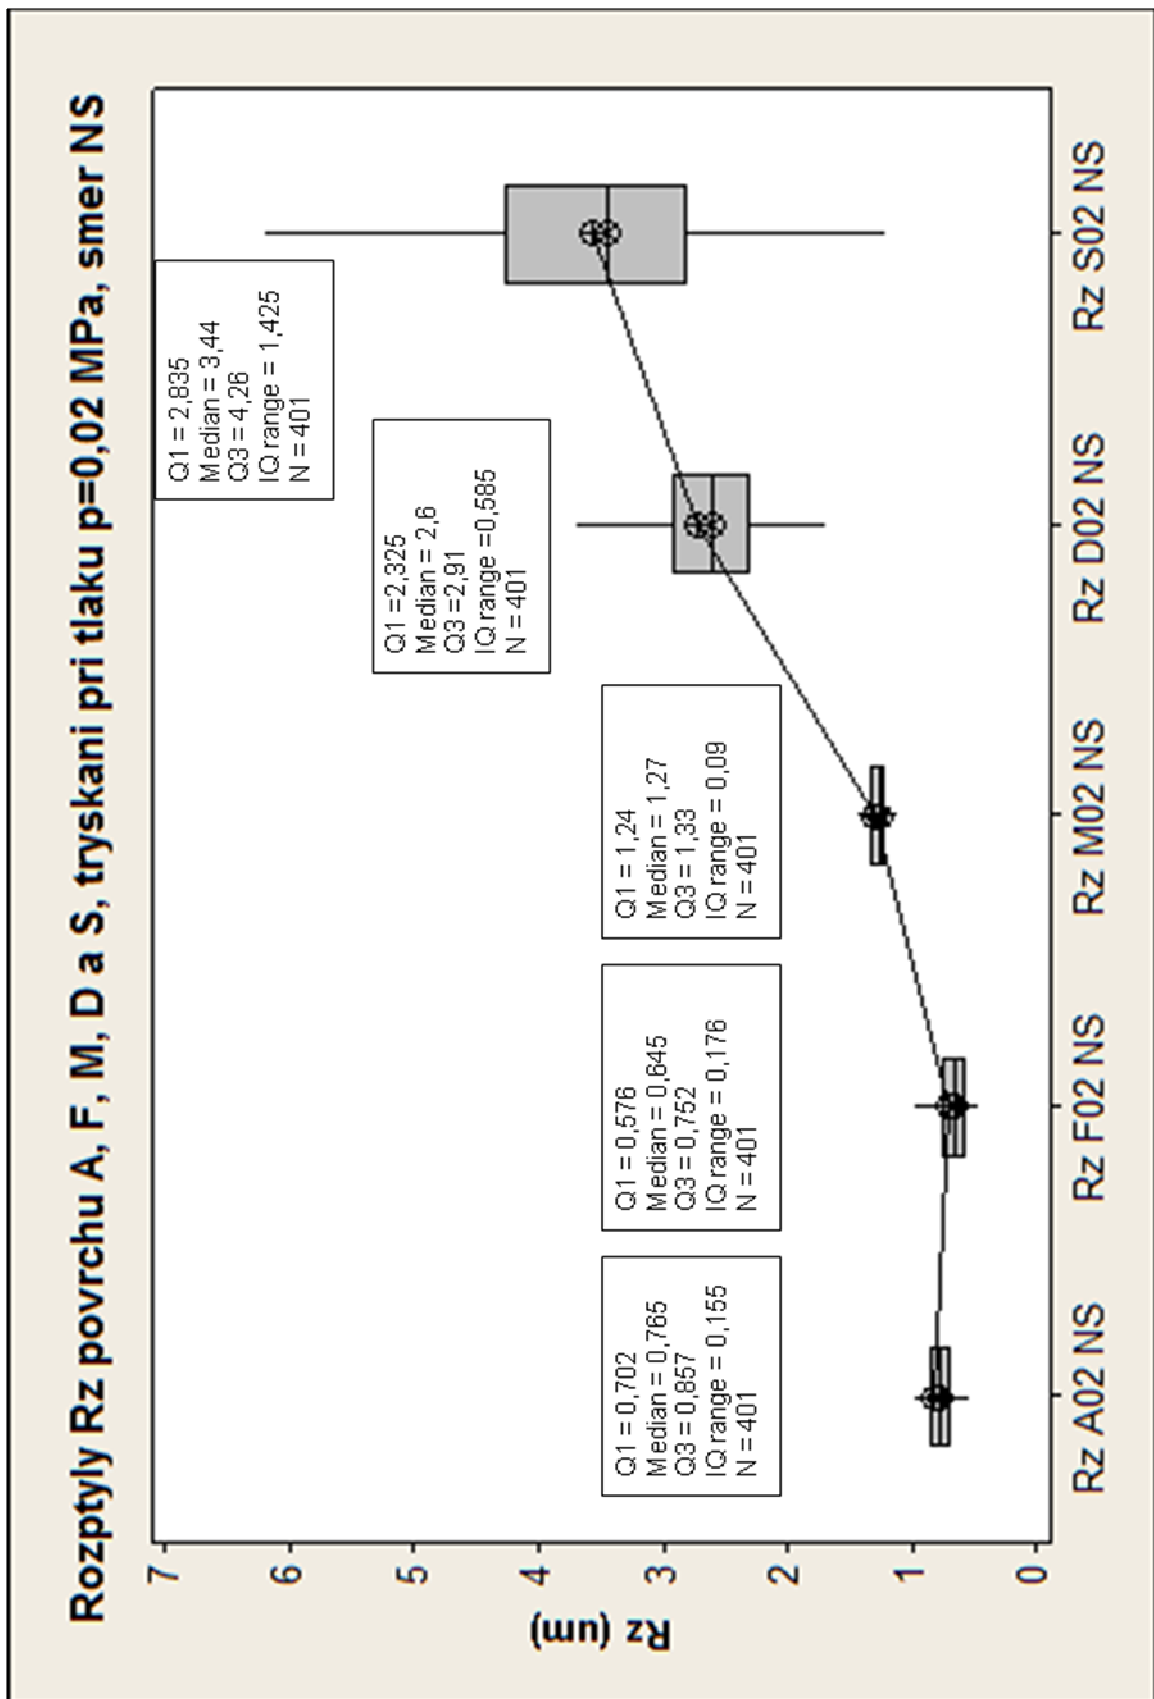 Rozptyly Rz povrchu A, F, M, D a S, tryskani pri tlaku p=0,02 MPa, smer NS
Rz (um)
7
6
5
4
3
2
1
0
Q1 = 0,702
Median = 0,765
Q3 = 0,857
IQ range = 0,155
N = 401
Q1 = 0,576
Median = 0,645
Q3 = 0,752
IQ range = 0,176
N = 401
Q1 = 1,24
Median = 1,27
Q3 = 1,33
IQ range = 0,09
N = 401
Q1 =2,325
Median = 2,6
Q3 =2,91
IQ range =0,585
N = 401
Q1 = 2,835
Median = 3,44
Q3 = 4,26
IQ range = 1,425
N = 401
Rz A02 NS
Rz F02 NS
Rz M02 NS
Rz D02 NS
Rz S02 NS